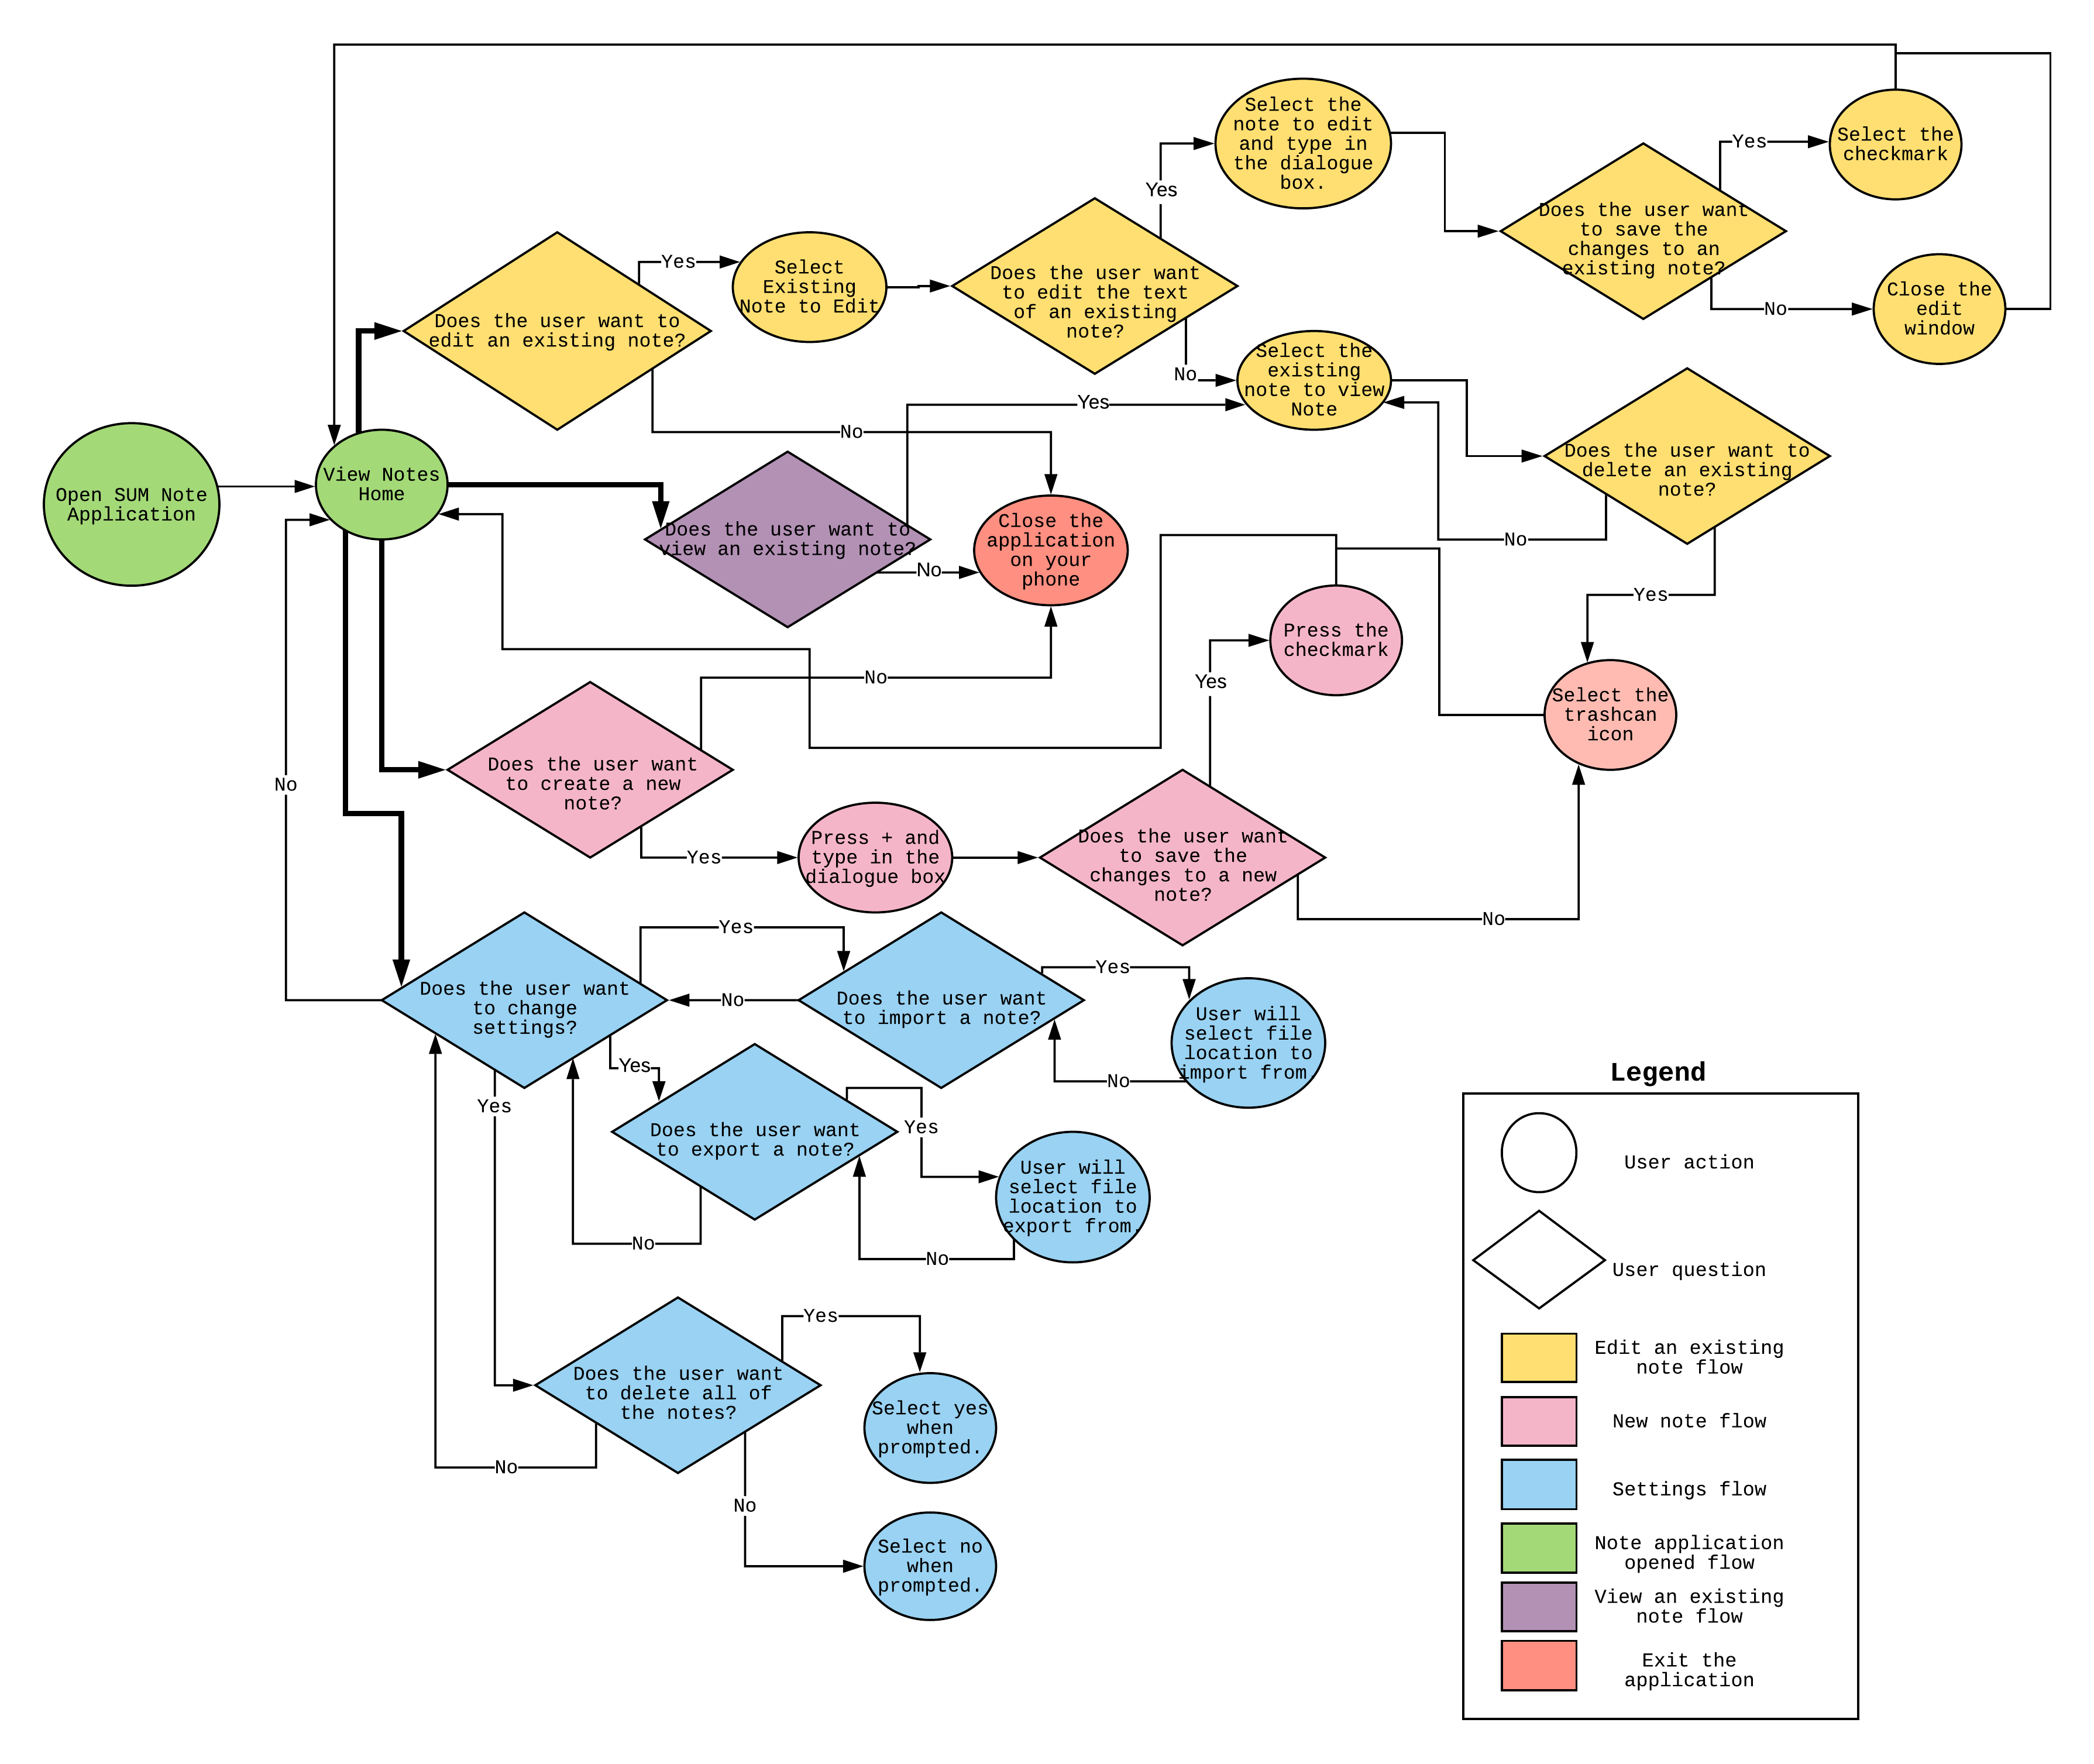 Select the
note to edit
and type in
the dialogue
box.
Yes
Select the
checkmark
Yes
Does the user want
to save the
changes to an
existing note?
Yes
Select
Existing
Note to Edit
Does the user want
to edit the text
of an existing
note?
No
Close the
edit
window
Does the user want to
edit an existing note?
No
Select the
existing
note to view
Note
Yes
No
Does the user want to
delete an existing
note?
No
Yes
Open SUM Note
Application
View Notes
Home
Does the user want to
view an existing note?
No
Close the
application
on your
phone
Press the
checkmark
Yes
Select the
trashcan
icon
No
Does the user want
to create a new
note?
Yes
Press + and
type in the
dialogue box
Does the user want
to save the
changes to a new
note?
No
No
Yes
Does the user want
to change
settings?
No
Does the user want
to import a note?
Yes
User will
select file
location to
import from.
No
Yes
Yes
Does the user want
to export a note?
Yes
User will
select file
location to
export from.
No
No
Yes
Does the user want
to delete all of
the notes?
Select yes
when
prompted.
No
No
Select no
when
prompted.
Legend
User action
User question
Edit an existing
note flow
New note flow
Settings flow
Note application
opened flow
View an existing
note flow
Exit the
application